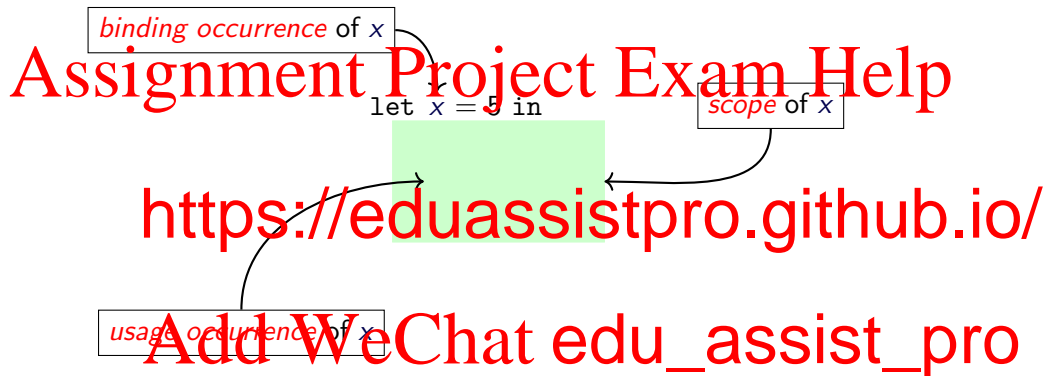 binding occurrence of x
Assignment Project Exam Help
let x = 5 in
scope of x
https://eduassistpro.github.io/
usage occurrence of x
Add WeChat edu_assist_pro